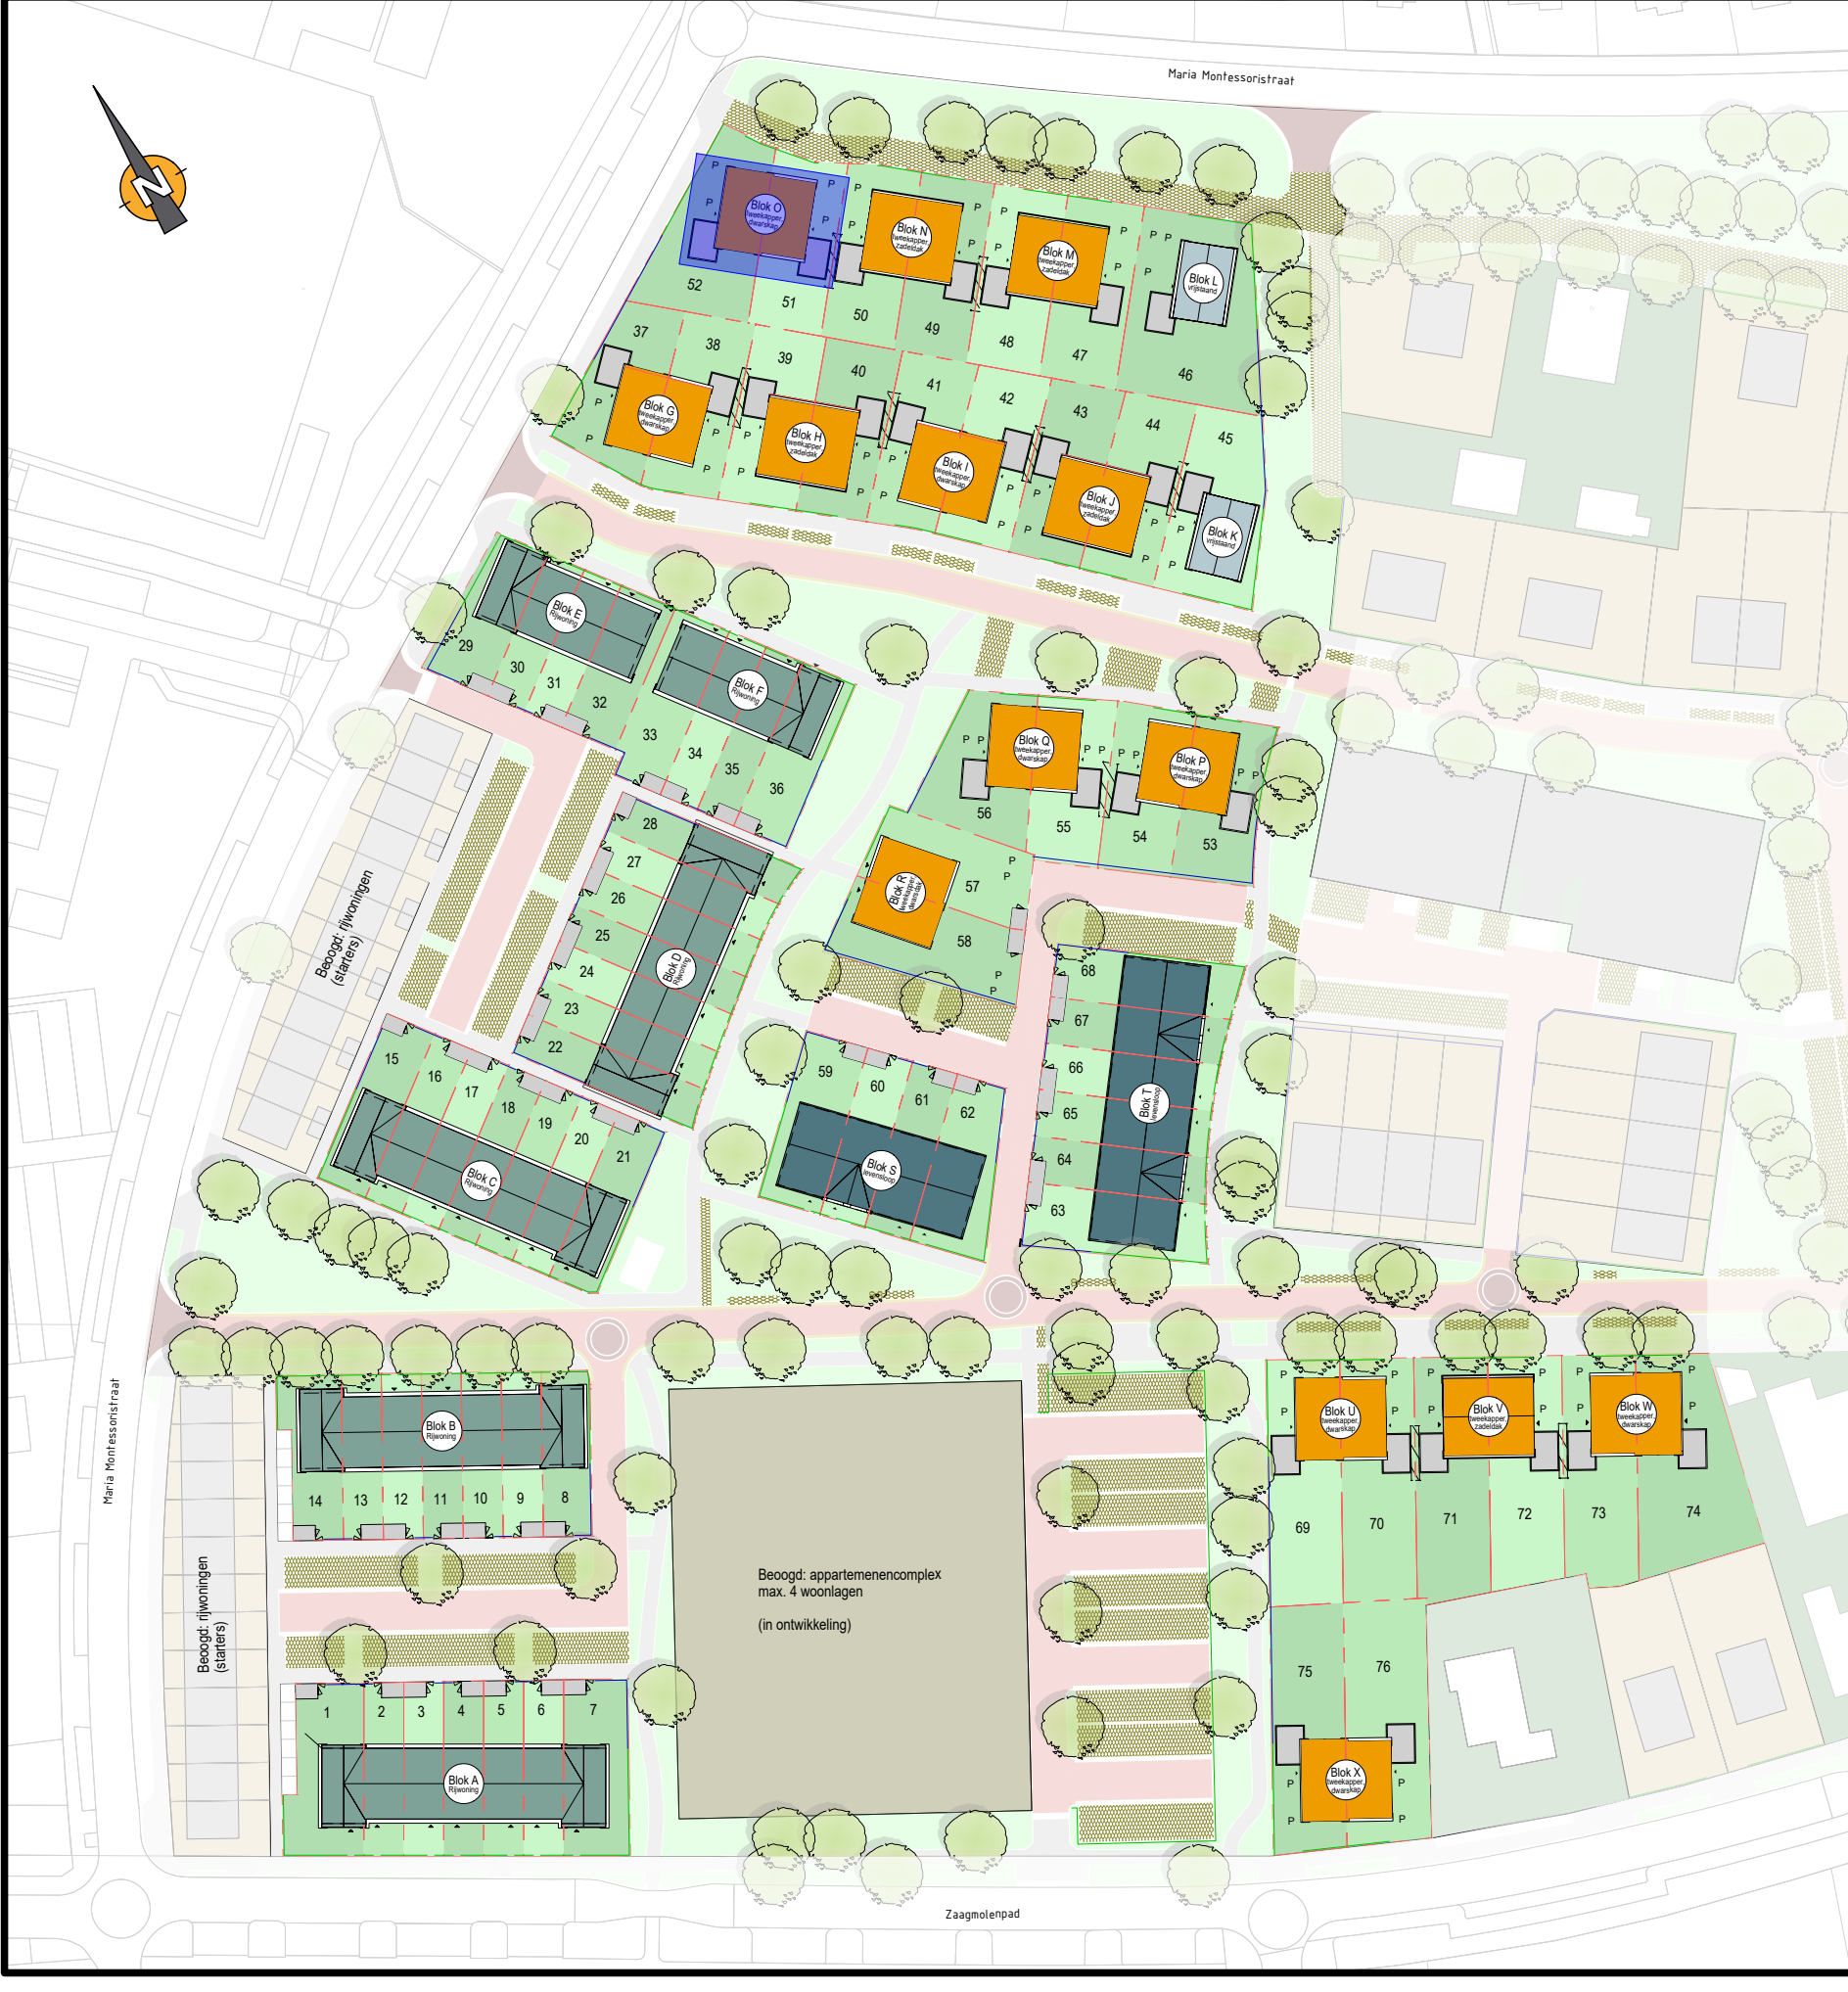 Maria Montessoristraat
N
P
P
P
P
Blok O
tweekapper,
dwarskap
52
51
P
P
P
P
Blok N
tweekapper,
zadeldak
50
49
P
P
P
P
Blok M
tweekapper,
zadeldak
48
47
P P
P
Blok L
vrijstaand
46
37
38
39
40
41
42
43
44
45
Blok G
tweekapper,
dwarskap
P
P
P
P
Blok H
tweekapper,
zadeldak
P
P
P
P
Blok I
tweekapper,
dwarskap
P
P
P
P
Blok J
tweekapper,
zadeldak
P
P
P
P
Blok K
vrijstaand
P
P
Blok E
Rijwoning
29
30
31
32
Blok F
Rijwoning
33
34
35
36
Blok Q
tweekapper,
dwarskap
P P
P P
56
55
Blok P
tweekapper,
dwarskap
P P
P P
54
53
Blok R
tweekapper,
dwarskap
57
58
P
P
P
P
Beoogd: rijwoningen
(starters)
28
27
26
25
24
23
22
Blok D
Rijwoning
15
16
17
18
19
20
21
Blok C
Rijwoning
59
60
61
62
Blok S
levensloop
68
67
66
65
64
63
Blok T
levensloop
Maria Montessoristraat
Beoogd: rijwoningen
(starters)
Blok B
Rijwoning
14
13
12
11
10
9
8
1
2
3
4
5
6
7
Blok A
Rijwoning
Beoogd: appartemenencomplex
max. 4 woonlagen
(in ontwikkeling)
P
P
P
P
Blok U
tweekapper,
dwarskap
69
70
P
P
P
P
Blok V
tweekapper,
zadeldak
71
72
P
P
P
P
Blok W
tweekapper,
dwarskap
73
74
75
76
Blok X
tweekapper,
dwarskap
P
P
P
P
Zaagmolenpad